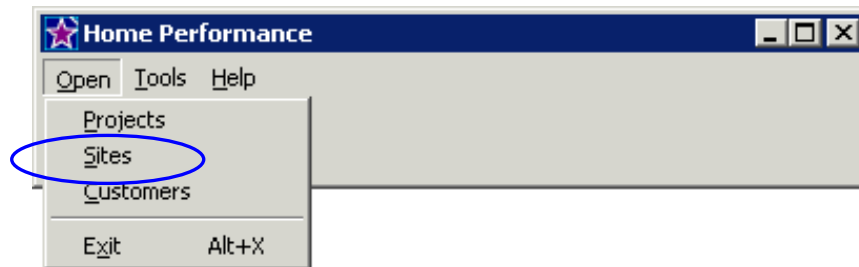 Home Performance
Open Tools Help
Projects
Sites
Customers
Exit Alt+X